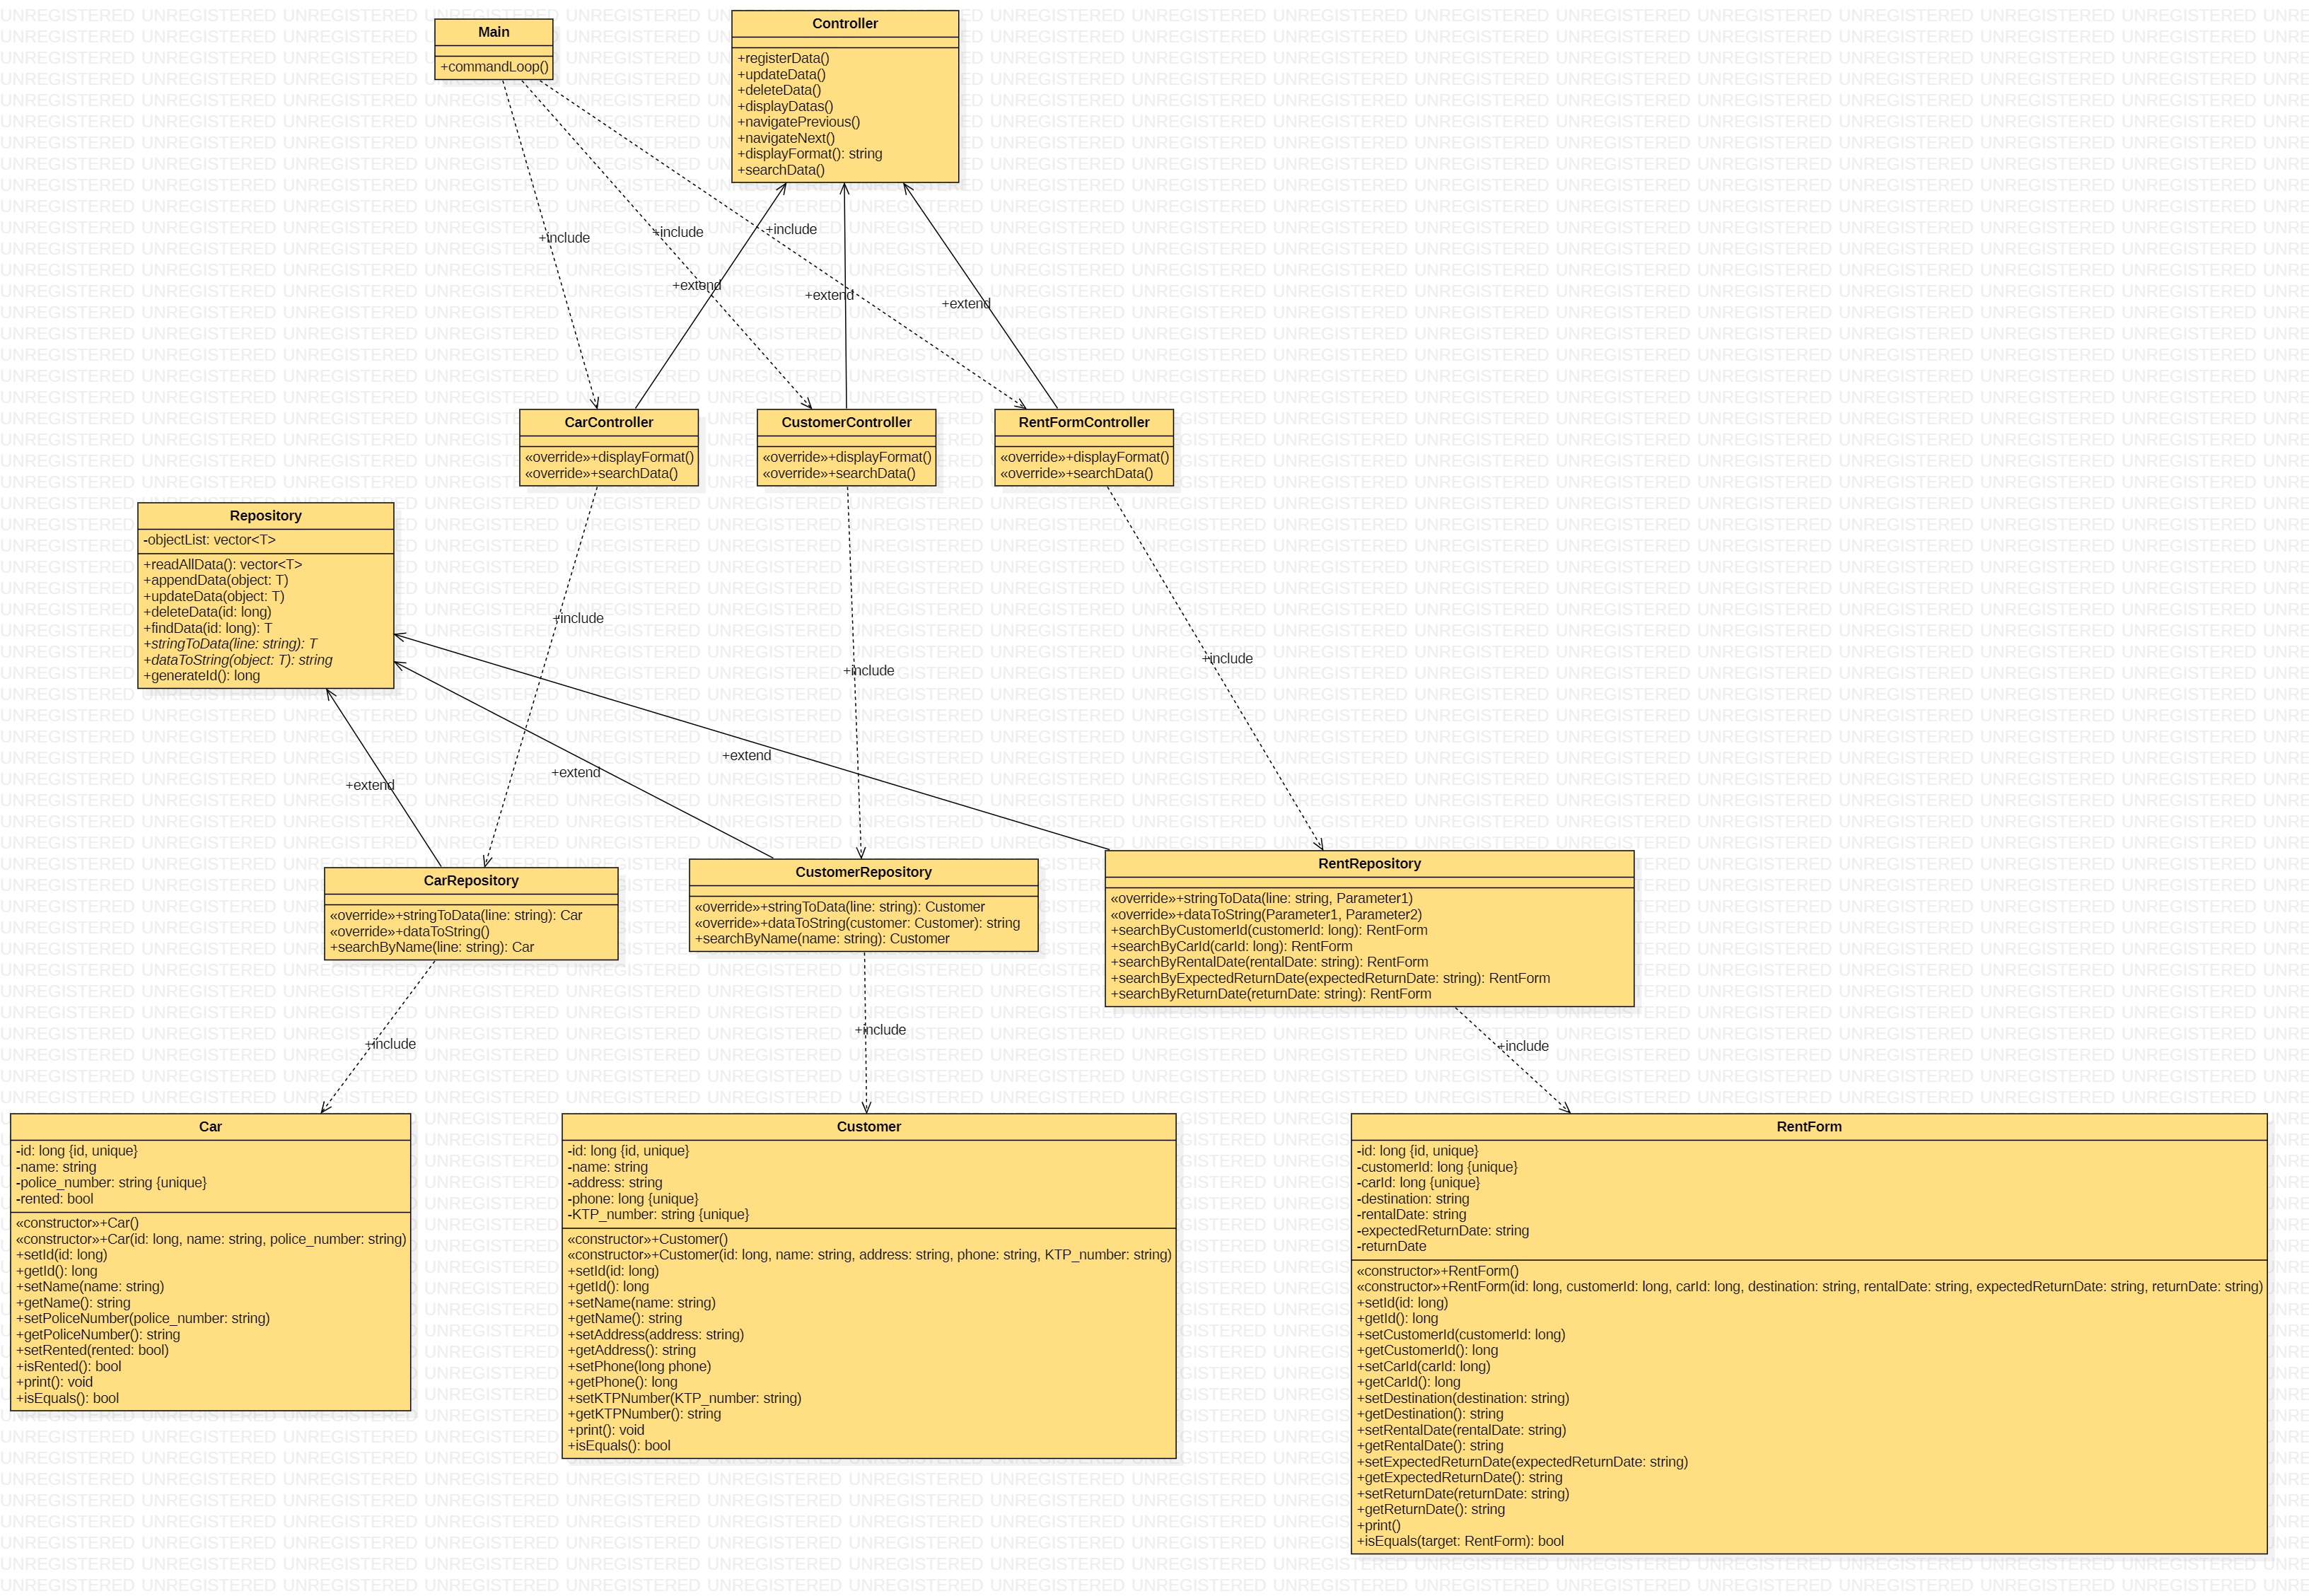 Main
+commandLoop()
Controller
+registerData()
+updateData()
+deleteData()
+displayDatas()
+navigatePrevious()
+navigateNext()
+displayFormat(): string
+searchData()
+include
+include
+include
+extend
+extend
+extend
CarController
«override»+displayFormat()
«override»+searchData()
CustomerController
«override»+displayFormat()
«override»+searchData()
RentFormController
«override»+displayFormat()
«override»+searchData()
Repository
-objectList: vector<T>
+readAllData(): vector<T>
+appendData(object: T)
+updateData(object: T)
+deleteData(id: long)
+findData(id: long): T
+stringToData(line: string): T
+dataToString(object: T): string
+generateId(): long
+include
+include
+include
+extend
+extend
+extend
CarRepository
«override»+stringToData(line: string): Car
«override»+dataToString()
+searchByName(line: string): Car
CustomerRepository
«override»+stringToData(line: string): Customer
«override»+dataToString(customer: Customer): string
+searchByName(name: string): Customer
RentRepository
«override»+stringToData(line: string, Parameter1)
«override»+dataToString(Parameter1, Parameter2)
+searchByCustomerId(customerId: long): RentForm
+searchByCarId(carId: long): RentForm
+searchByRentalDate(rentalDate: string): RentForm
+searchByExpectedReturnDate(expectedReturnDate: string): RentForm
+searchByReturnDate(returnDate: string): RentForm
+include
+include
+include
Car
-id: long {id, unique}
-name: string
-police_number: string {unique}
-rented: bool
«constructor»+Car()
«constructor»+Car(id: long, name: string, police_number: string)
+setId(id: long)
+getId(): long
+setName(name: string)
+getName(): string
+setPoliceNumber(police_number: string)
+getPoliceNumber(): string
+setRented(rented: bool)
+isRented(): bool
+print(): void
+isEquals(): bool
Customer
-id: long {id, unique}
-name: string
-address: string
-phone: long {unique}
-KTP_number: string {unique}
«constructor»+Customer()
«constructor»+Customer(id: long, name: string, address: string, phone: string, KTP_number: string)
+setId(id: long)
+getId(): long
+setName(name: string)
+getName(): string
+setAddress(address: string)
+getAddress(): string
+setPhone(long phone)
+getPhone(): long
+setKTPNumber(KTP_number: string)
+getKTPNumber(): string
+print(): void
+isEquals(): bool
RentForm
-id: long {id, unique}
-customerId: long {unique}
-carId: long {unique}
-destination: string
-rentalDate: string
-expectedReturnDate: string
-returnDate
«constructor»+RentForm()
«constructor»+RentForm(id: long, customerId: long, carId: long, destination: string, rentalDate: string, expectedReturnDate: string, returnDate: string)
+setId(id: long)
+getId(): long
+setCustomerId(customerId: long)
+getCustomerId(): long
+setCarId(carId: long)
+getCarId(): long
+setDestination(destination: string)
+getDestination(): string
+setRentalDate(rentalDate: string)
+getRentalDate(): string
+setExpectedReturnDate(expectedReturnDate: string)
+getExpectedReturnDate(): string
+setReturnDate(returnDate: string)
+getReturnDate(): string
+print()
+isEquals(target: RentForm): bool
UNREGISTERED